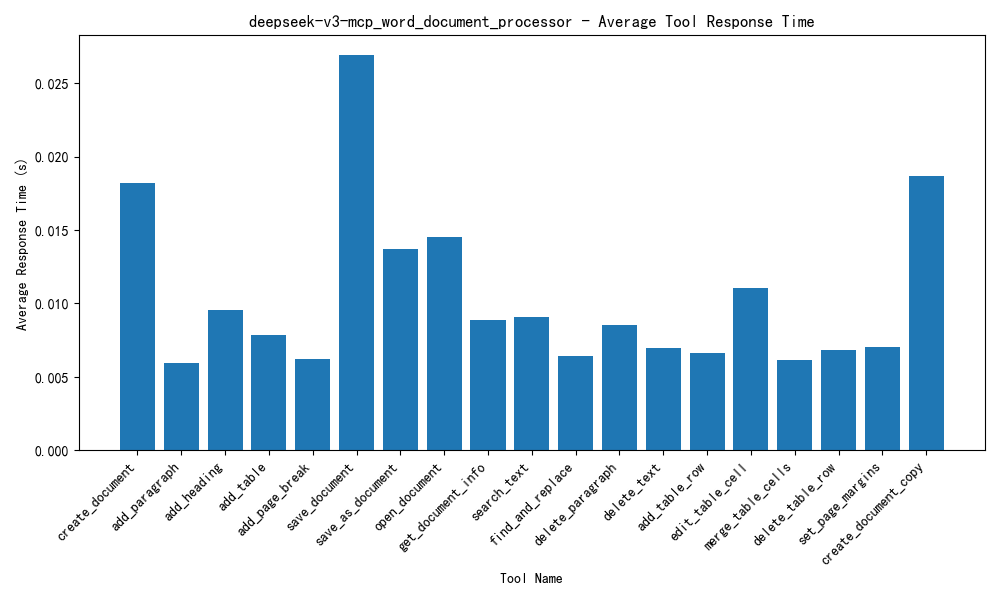 deepseek-v3-mcp_word_document_processor - Average Tool Response Time
Average Response Time (s)
0.025
0.020
0.015
0.010
0.005
0.000
create_document
add_paragraph
add_heading
add_table
add_page_break
save_document
save_as_document
open_document
get_document_info
search_text
find_and_replace
delete_paragraph
delete_text
add_table_row
edit_table_cell
merge_table_cells
delete_table_row
set_page_margins
create_document_copy
Tool Name